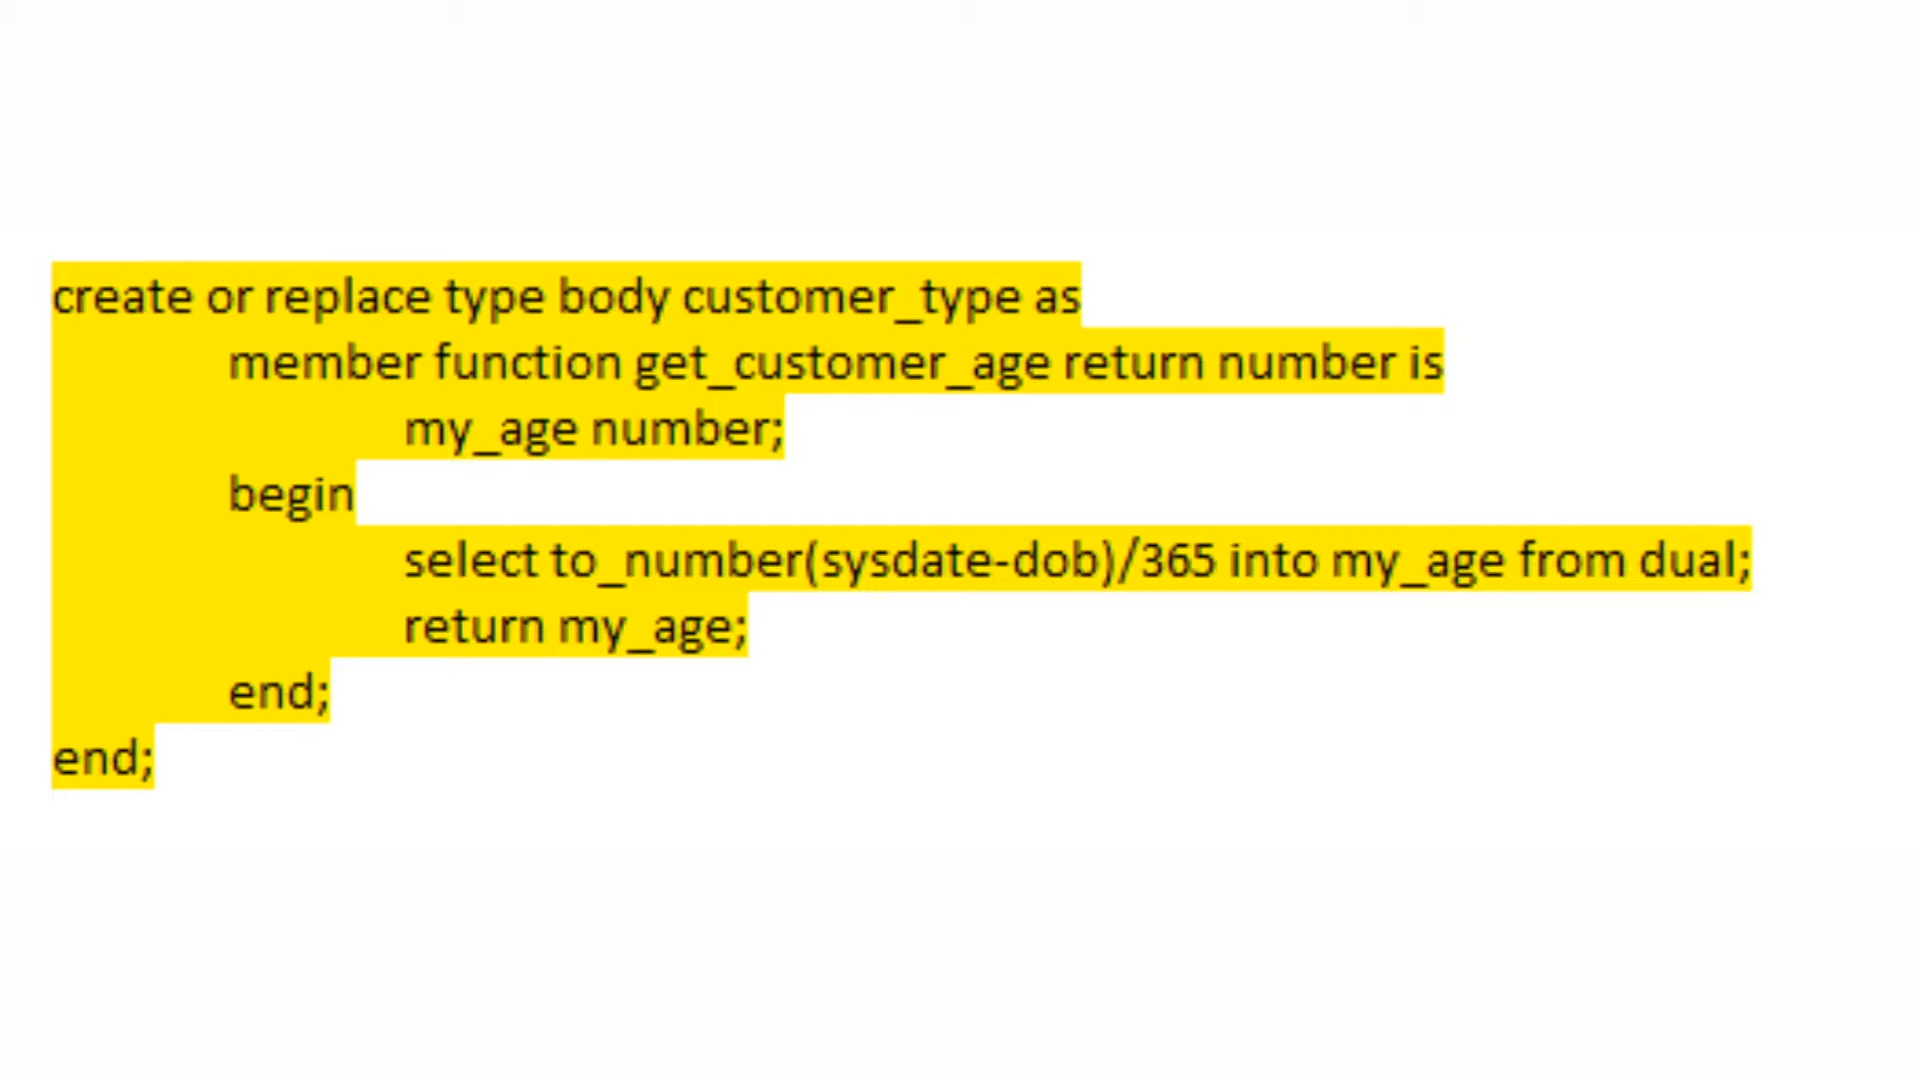 create or replace type body customer_type as
member function get_customer_age return number is
my_age number;
begin
select to_number(sysdate-dob)/365 into my_age from dual;
return my_age;
end;
end;